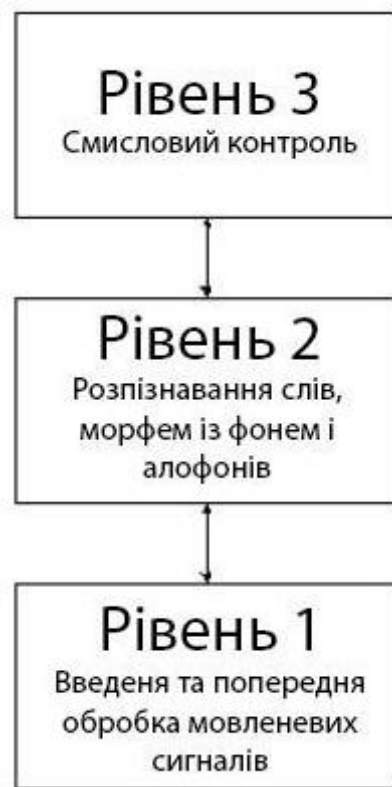 Рівень 3
Смисловий контроль
Рівень 2
Розпізнавання слів,
морфем із фонем і
алофонів
Рівень 1
Введеня та попередня
обробка мовленевих
сигналів